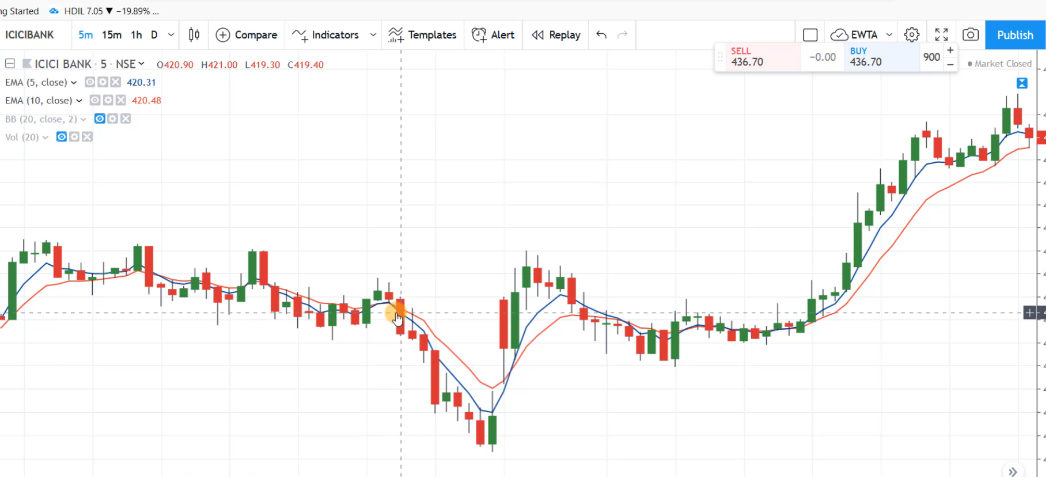 ng Started HDIL 7.05 ▼ −19.89% ...
ICICIBANK 5m 15m 1h D Compare Indicators Templates Alert Replay EWTA Publish
SELL 436.70 −0.00 BUY 436.70 900 + −
ICICI BANK · 5 · NSE O420.90 H421.00 L419.30 C419.40 Market Closed
EMA (5, close) 420.31
EMA (10, close) 420.48
BB (20, close, 2)
Vol (20)